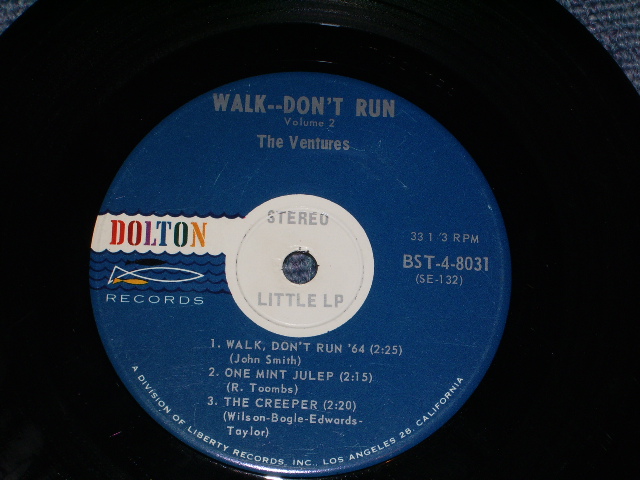 WALK--DON'T RUN
Volume 2
The Ventures
STEREO
DOLTON
RECORDS
33 1/3 RPM
BST-4-8031
(SE-132)
LITTLE LP
1. WALK, DON'T RUN '64 (2:25)
(John Smith)
2. ONE MINT JULEP (2:15)
(R. Toombs)
3. THE CREEPER (2:20)
(Wilson-Bogle-Edwards-
Taylor)
A DIVISION OF LIBERTY RECORDS, INC., LOS ANGELES 28, CALIFORNIA